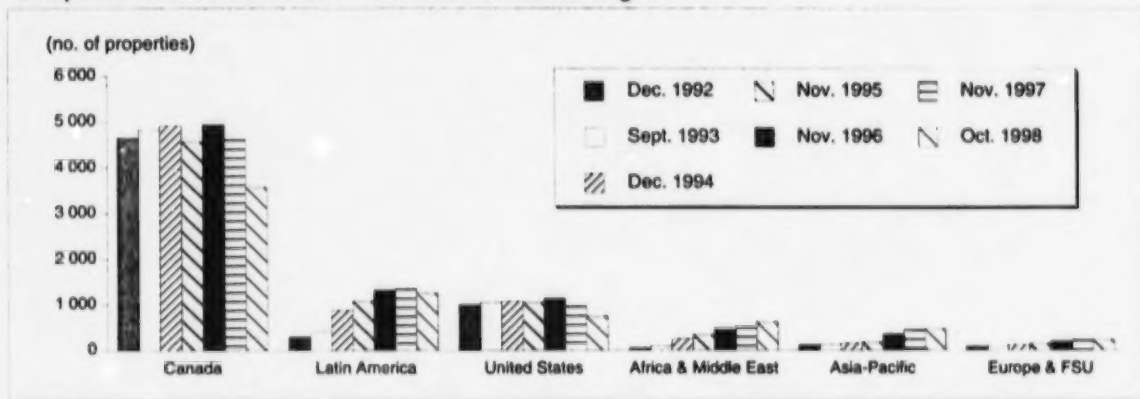 (no. of properties)
6 000
5 000
4 000
3 000
2 000
1 000
0
Dec. 1992 Nov. 1995 Nov. 1997
Sept. 1993 Nov. 1996 Oct. 1998
Dec. 1994
Canada Latin America United States Africa & Middle East Asia-Pacific Europe & FSU